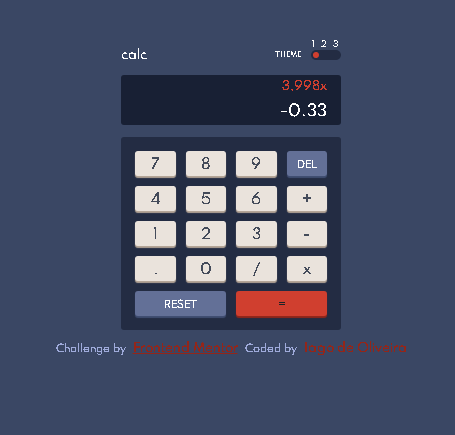 calc
THEME
1 2 3
3,998x
-0.33
7 8 9 DEL
4 5 6 +
1 2 3 -
. 0 / x
RESET =
Challenge by Frontend Mentor Coded by Iago de Oliveira